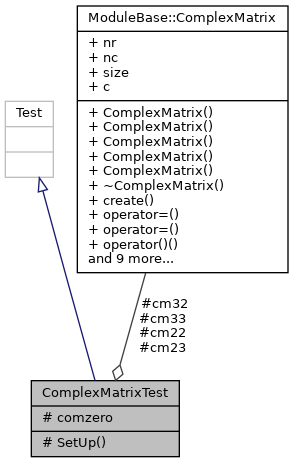 ModuleBase::ComplexMatrix
+ nr
+ nc
+ size
+ c
+ ComplexMatrix()
+ ComplexMatrix()
+ ComplexMatrix()
+ ComplexMatrix()
+ ComplexMatrix()
+ ~ComplexMatrix()
+ create()
+ operator=()
+ operator=()
+ operator()()
and 9 more...
Test
#cm32
#cm33
#cm22
#cm23
ComplexMatrixTest
# comzero
# SetUp()